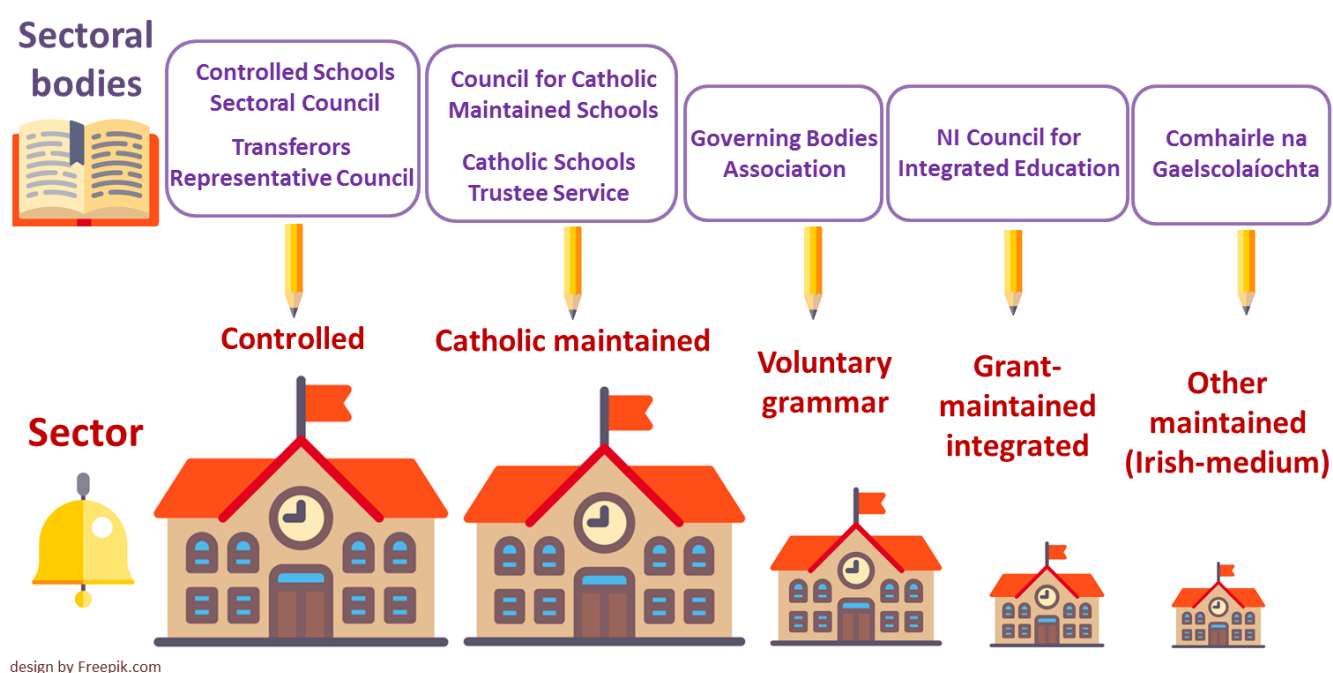 Sectoral
bodies
Controlled Schools
Sectoral Council
Transferors
Representative Council
Council for Catholic
Maintained Schools
Catholic Schools
Trustee Service
Governing Bodies
Association
NI Council for
Integrated Education
Comhairle na
Gaelscolaíochta
Sector
Controlled
Catholic maintained
Voluntary
grammar
Grant-
maintained
integrated
Other
maintained
(Irish-medium)
design by Freepik.com